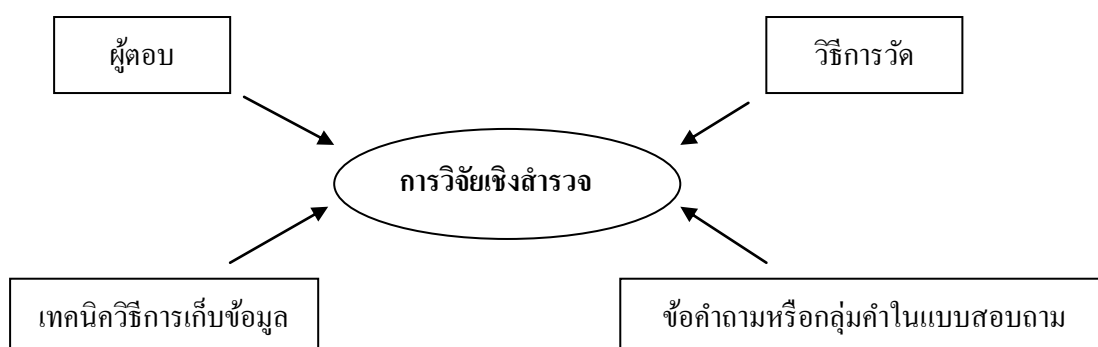 ผู้ตอบ
วิธีการวัด
การวิจัยเชิงสำรวจ
เทคนิควิธีการเก็บข้อมูล
ข้อคำถามหรือกลุ่มคำในแบบสอบถาม